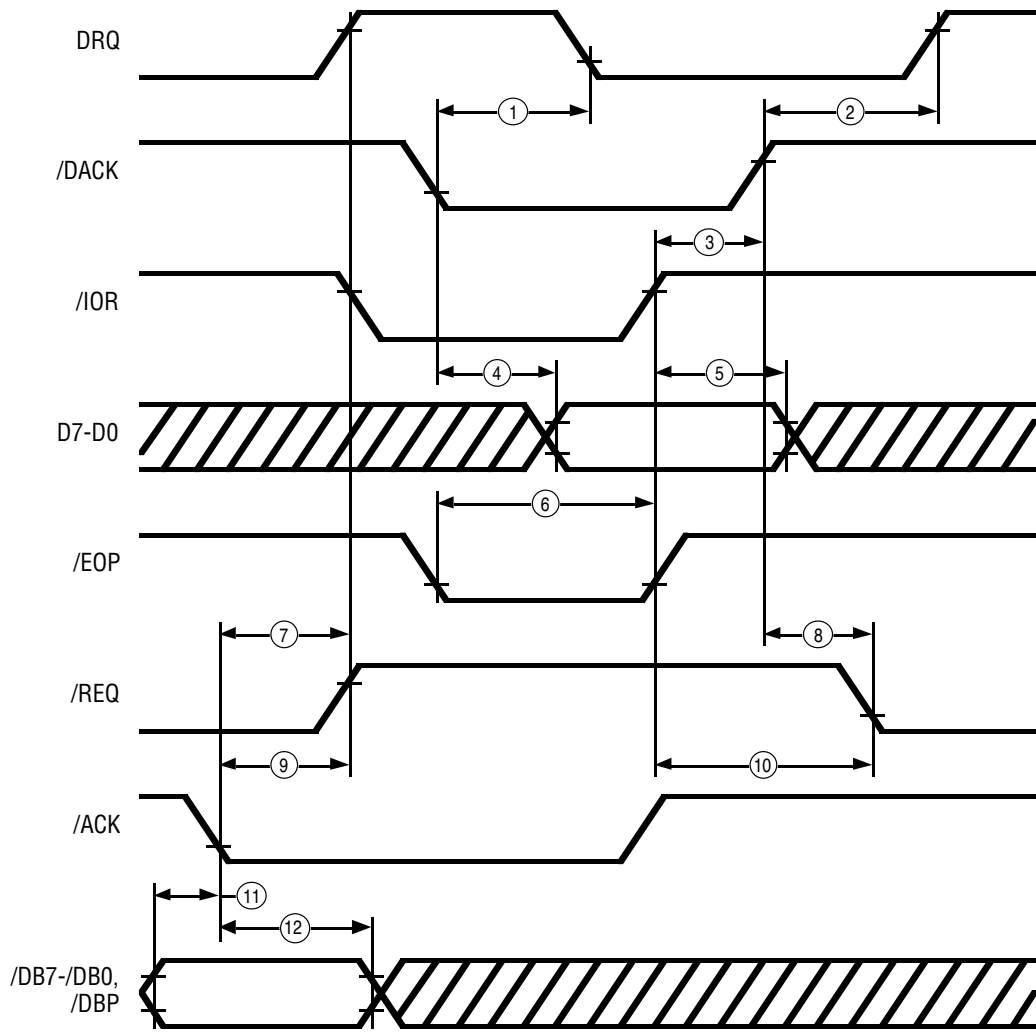 DRQ
1
2
/DACK
3
/IOR
4
5
D7-D0
6
/EOP
7
8
/REQ
9
10
/ACK
11
12
/DB7-/DB0,
/DBP